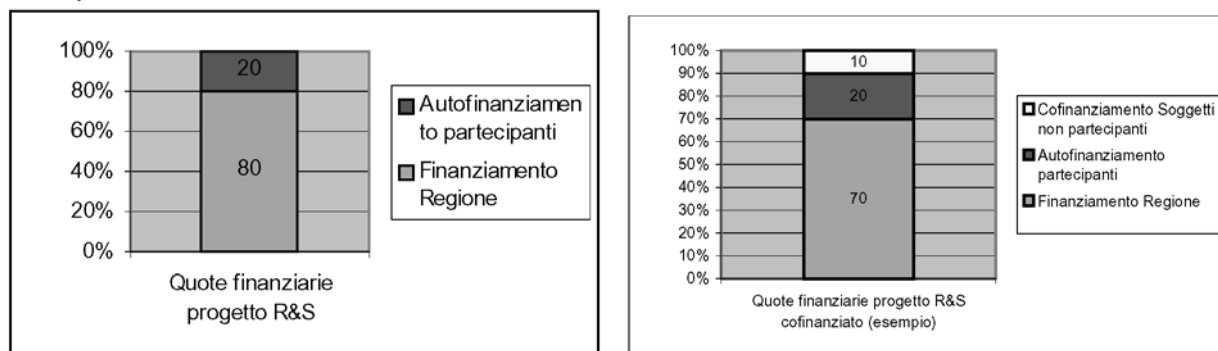 100%
80%
60%
40%
20%
0%
20
80
Quote finanziarie
progetto R&S
Autofinanziamen
to partecipanti
Finanziamento
Regione
100%
90%
80%
70%
60%
50%
40%
30%
20%
10%
0%
10
20
70
Quote finanziarie progetto R&S
cofinanziato (esempio)
Cofinanziamento Soggetti
non partecipanti
Autofinanziamento
partecipanti
Finanziamento Regione